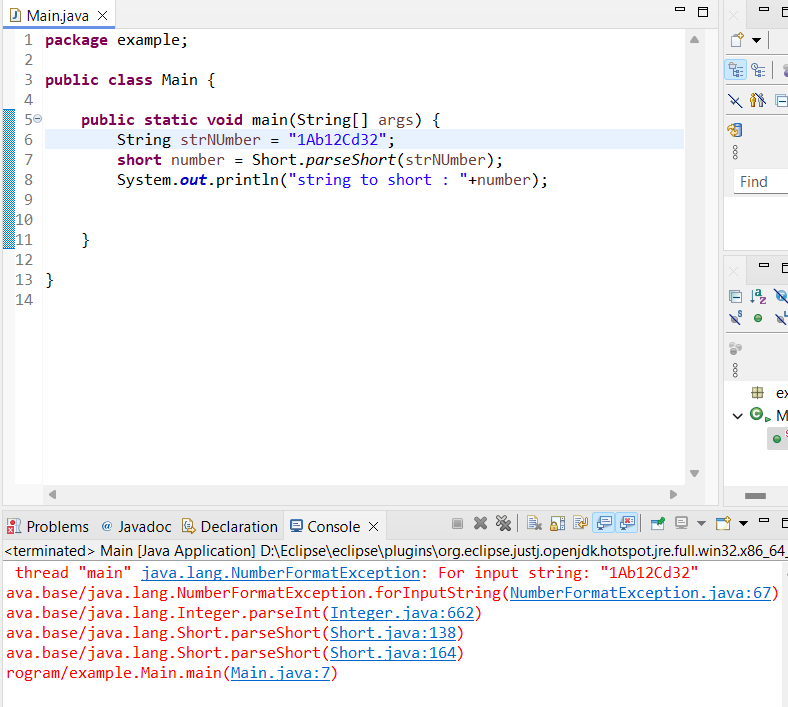 Main.java
1 package example;
2
3 public class Main {
4
5 public static void main(String[] args) {
6 String strNUmber = "1Ab12Cd32";
7 short number = Short.parseShort(strNUmber);
8 System.out.println("string to short : "+number);
9
10
11 }
12
13 }
14
Find
ex
M
Problems @ Javadoc Declaration Console
<terminated> Main [Java Application] D:\Eclipse\eclipse\plugins\org.eclipse.justj.openjdk.hotspot.jre.full.win32.x86_64_
thread "main" java.lang.NumberFormatException: For input string: "1Ab12Cd32"
ava.base/java.lang.NumberFormatException.forInputString(NumberFormatException.java:67)
ava.base/java.lang.Integer.parseInt(Integer.java:662)
ava.base/java.lang.Short.parseShort(Short.java:138)
ava.base/java.lang.Short.parseShort(Short.java:164)
rogram/example.Main.main(Main.java:7)